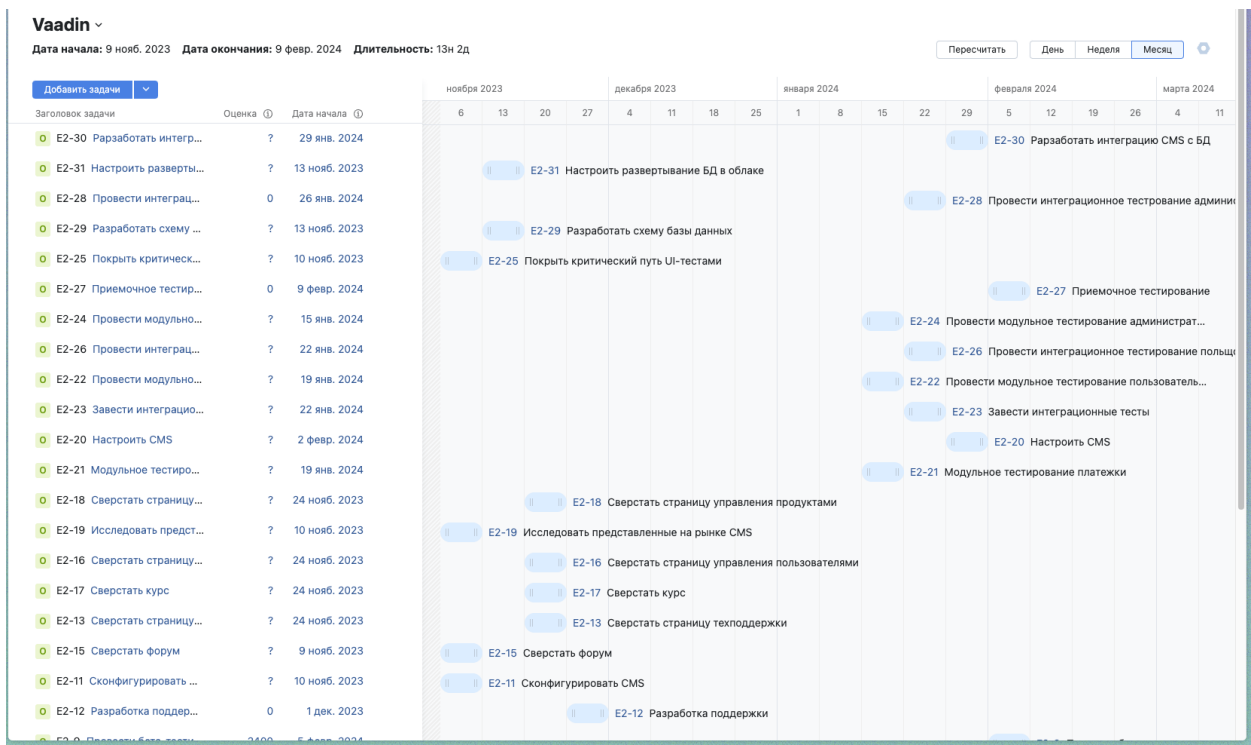 Vaadin
Дата начала: 9 нояб. 2023 Дата окончания: 9 февр. 2024 Длительность: 13н 2д
Пересчитать День Неделя Месяц
Добавить задачи
ноября 2023 декабря 2023 января 2024 февраля 2024 марта 2024
Заголовок задачи Оценка Дата начала
6 13 20 27 4 11 18 25 1 8 15 22 29 5 12 19 26 4 11
О E2-30 Рарзаботать интегр... ? 29 янв. 2024 E2-30 Рарзаботать интеграцию CMS с БД
О E2-31 Настроить разверты... ? 13 нояб. 2023 E2-31 Настроить развертывание БД в облаке
О E2-28 Провести интеграц... 0 26 янв. 2024 E2-28 Провести интеграционное тестрование админис
О E2-29 Разработать схему ... ? 13 нояб. 2023 E2-29 Разработать схему базы данных
О E2-25 Покрыть критическ... ? 10 нояб. 2023 E2-25 Покрыть критический путь UI-тестами
О E2-27 Приемочное тестир... 0 9 февр. 2024 E2-27 Приемочное тестирование
О E2-24 Провести модульно... ? 15 янв. 2024 E2-24 Провести модульное тестирование администрат...
О E2-26 Провести интеграц... ? 22 янв. 2024 E2-26 Провести интеграционное тестирование польщо
О E2-22 Провести модульно... ? 19 янв. 2024 E2-22 Провести модульное тестирование пользователь...
О E2-23 Завести интеграцио... ? 22 янв. 2024 E2-23 Завести интеграционные тесты
О E2-20 Настроить CMS ? 2 февр. 2024 E2-20 Настроить CMS
О E2-21 Модульное тестиро... ? 19 янв. 2024 E2-21 Модульное тестирование платежки
О E2-18 Сверстать страницу... ? 24 нояб. 2023 E2-18 Сверстать страницу управления продуктами
О E2-19 Исследовать предст... ? 10 нояб. 2023 E2-19 Исследовать представленные на рынке CMS
О E2-16 Сверстать страницу... ? 24 нояб. 2023 E2-16 Сверстать страницу управления пользователями
О E2-17 Сверстать курс ? 24 нояб. 2023 E2-17 Сверстать курс
О E2-13 Сверстать страницу... ? 24 нояб. 2023 E2-13 Сверстать страницу техподдержки
О E2-15 Сверстать форум ? 9 нояб. 2023 E2-15 Сверстать форум
О E2-11 Сконфигурировать ... ? 10 нояб. 2023 E2-11 Сконфигурировать CMS
О E2-12 Разработка поддер... 0 1 дек. 2023 E2-12 Разработка поддержки